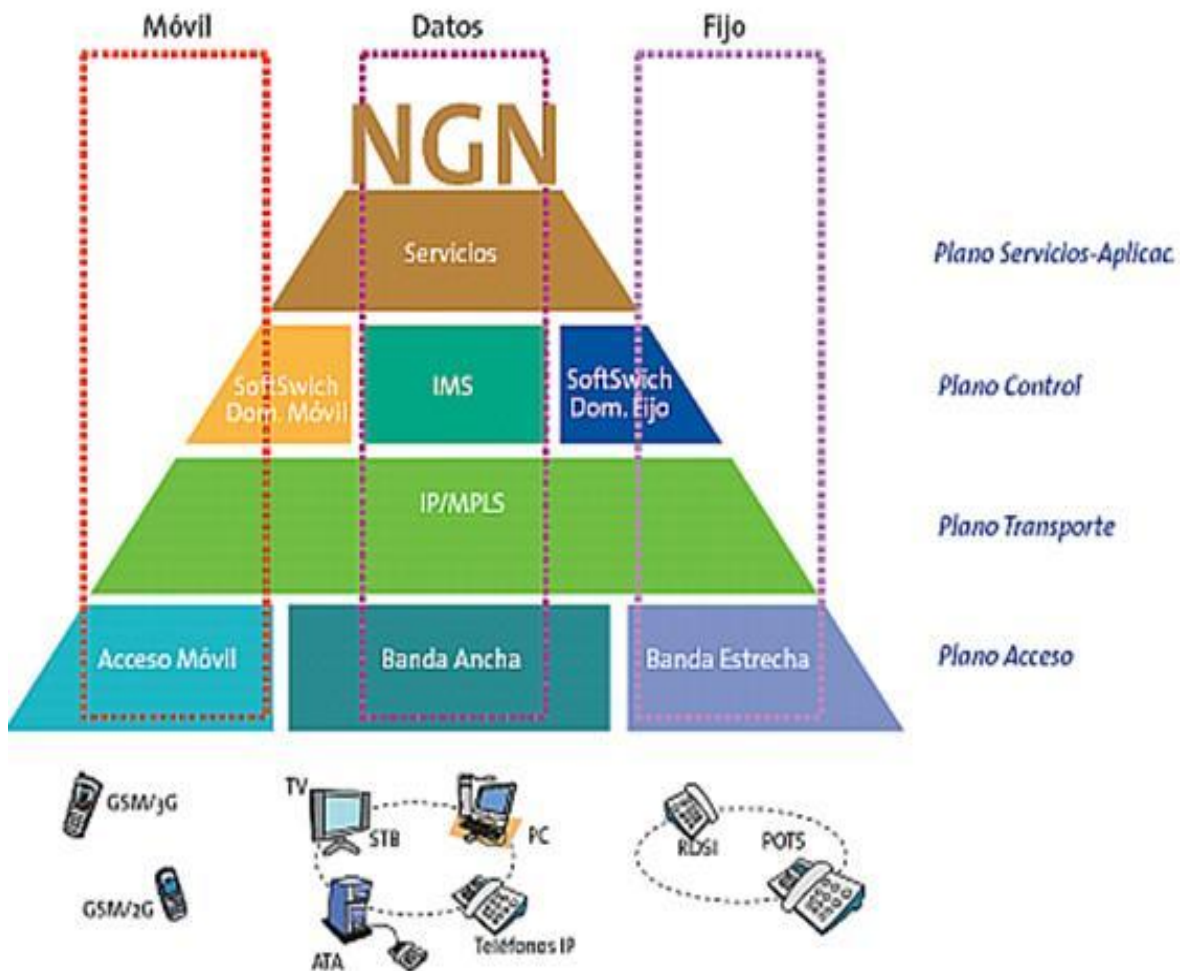 Móvil
Datos
Fijo
NGN
Servicios
Plano Servicios-Aplicac.
SoftSwich
Dom. Móvil
IMS
SoftSwich
Dom. Fijo
Plano Control
IP/MPLS
Plano Transporte
Acceso Móvil
Banda Ancha
Banda Estrecha
Plano Acceso
GSM/3G
GSM/2G
TV
STB
PC
ATA
Teléfonos IP
RDSI
POTS